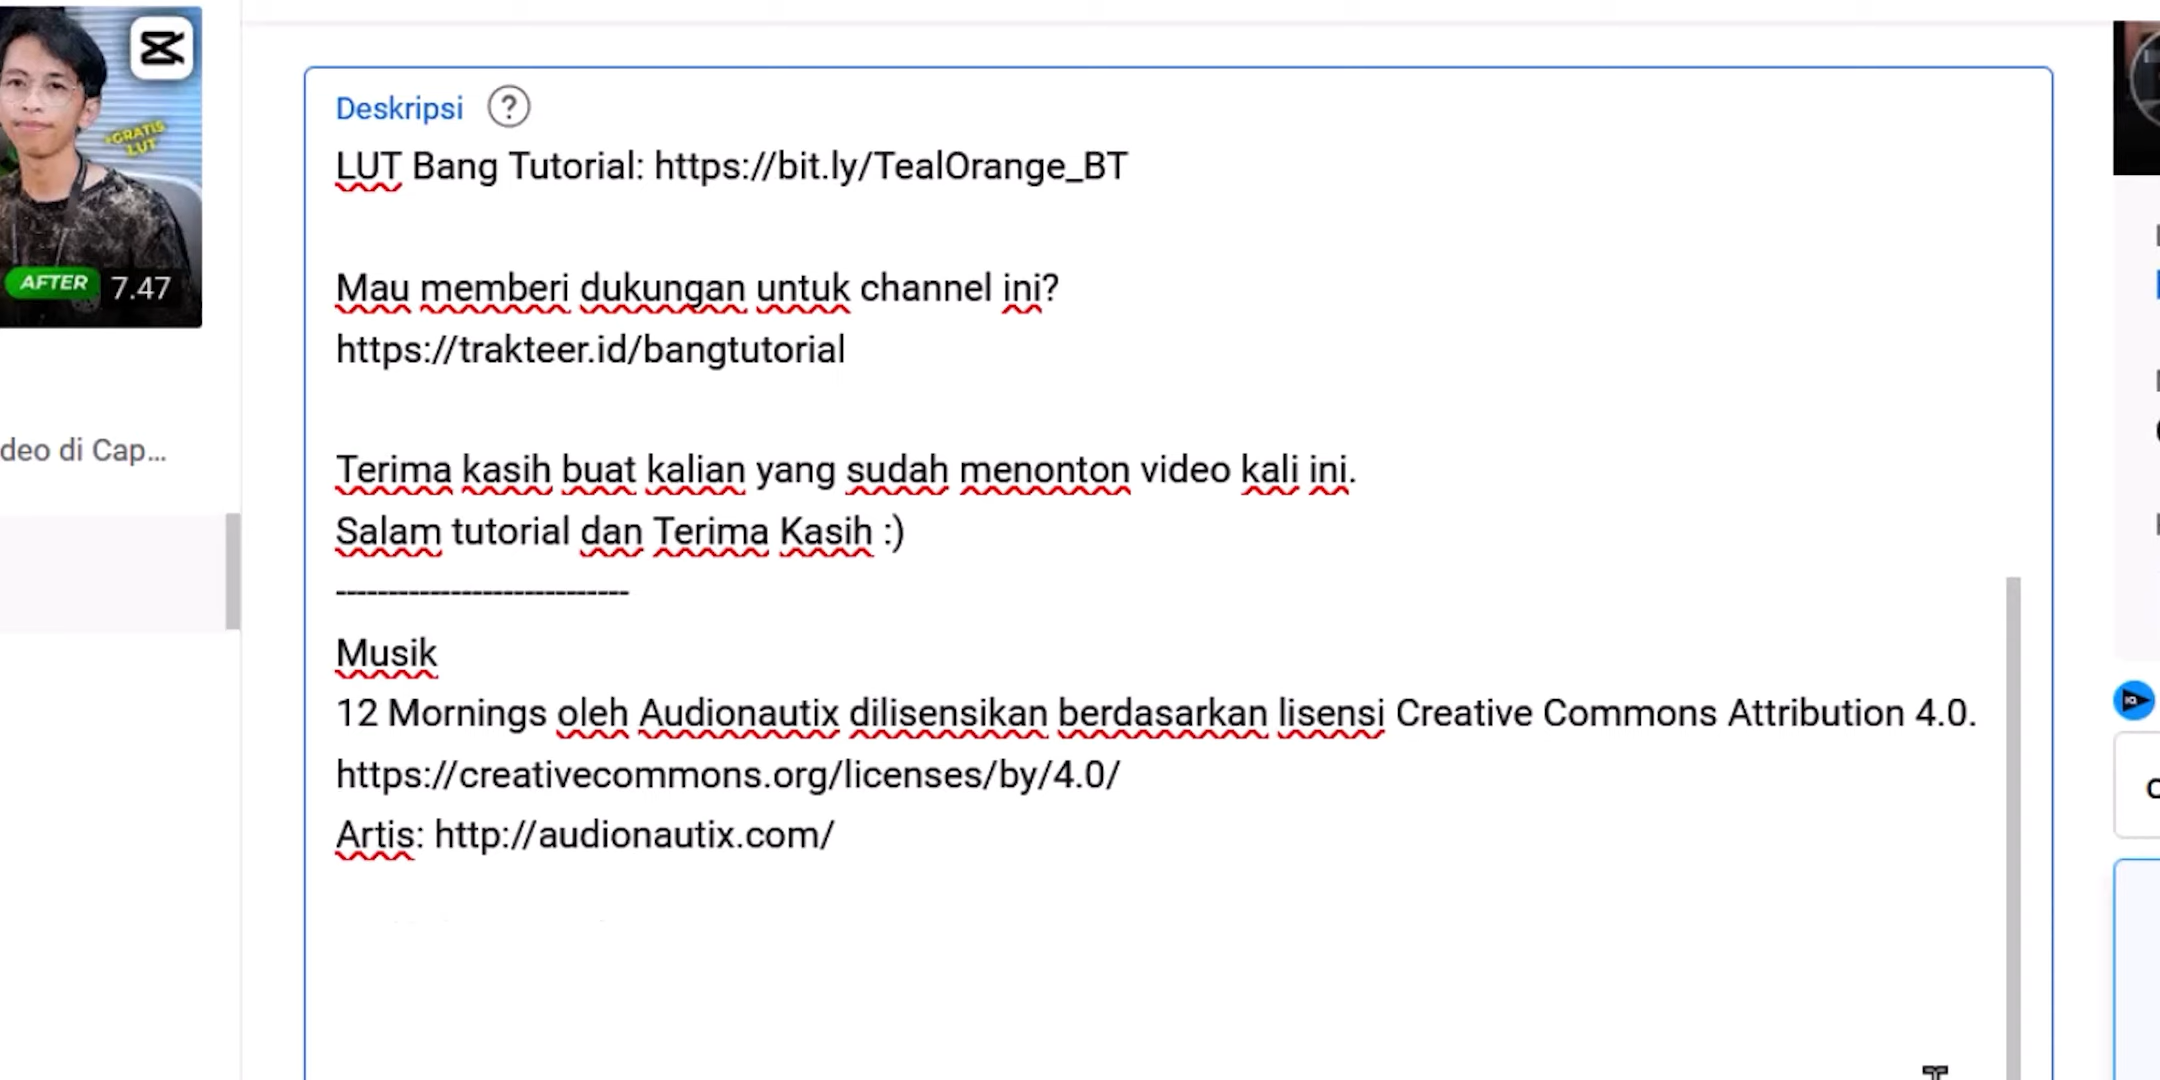 +GRATIS
LUT
AFTER
7.47
deo di Cap...
Deskripsi ?
LUT Bang Tutorial: https://bit.ly/TealOrange_BT
Mau memberi dukungan untuk channel ini?
https://trakteer.id/bangtutorial
Terima kasih buat kalian yang sudah menonton video kali ini.
Salam tutorial dan Terima Kasih :)
----------------------------
Musik
12 Mornings oleh Audionautix dilisensikan berdasarkan lisensi Creative Commons Attribution 4.0.
https://creativecommons.org/licenses/by/4.0/
Artis: http://audionautix.com/